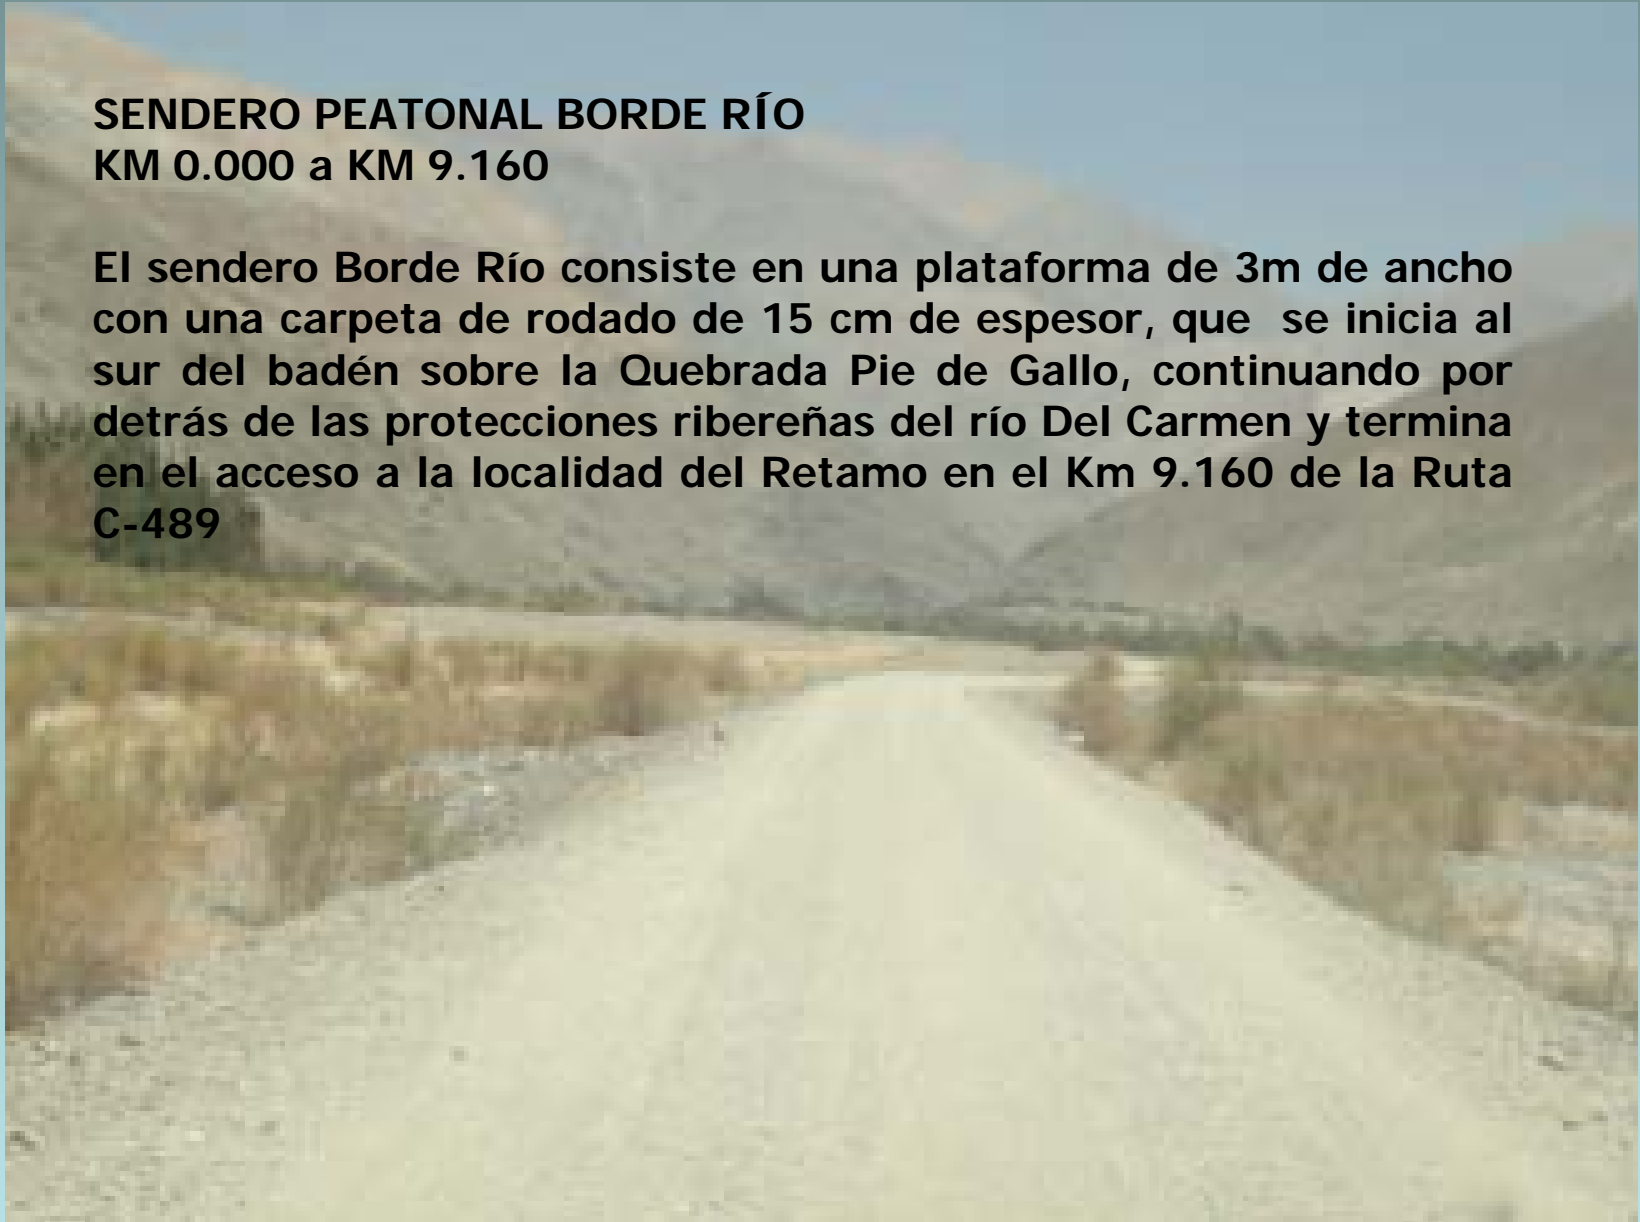 SENDERO PEATONAL BORDE RÍO
KM 0.000 a KM 9.160
El sendero Borde Río consiste en una plataforma de 3m de ancho
con una carpeta de rodado de 15 cm de espesor, que se inicia al
sur del badén sobre la Quebrada Pie de Gallo, continuando por
detrás de las protecciones ribereñas del río Del Carmen y termina
en el acceso a la localidad del Retamo en el Km 9.160 de la Ruta
C-489